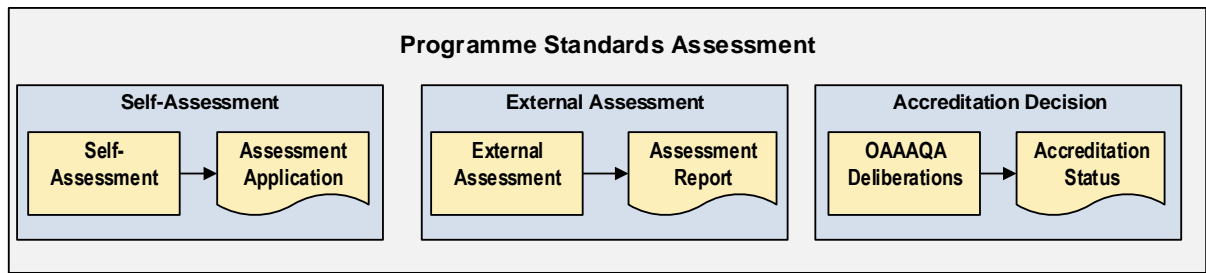 Programme Standards Assessment
Self-Assessment
Self-
Assessment
Assessment
Application
External Assessment
External
Assessment
Assessment
Report
Accreditation Decision
OAAAQA
Deliberations
Accreditation
Status